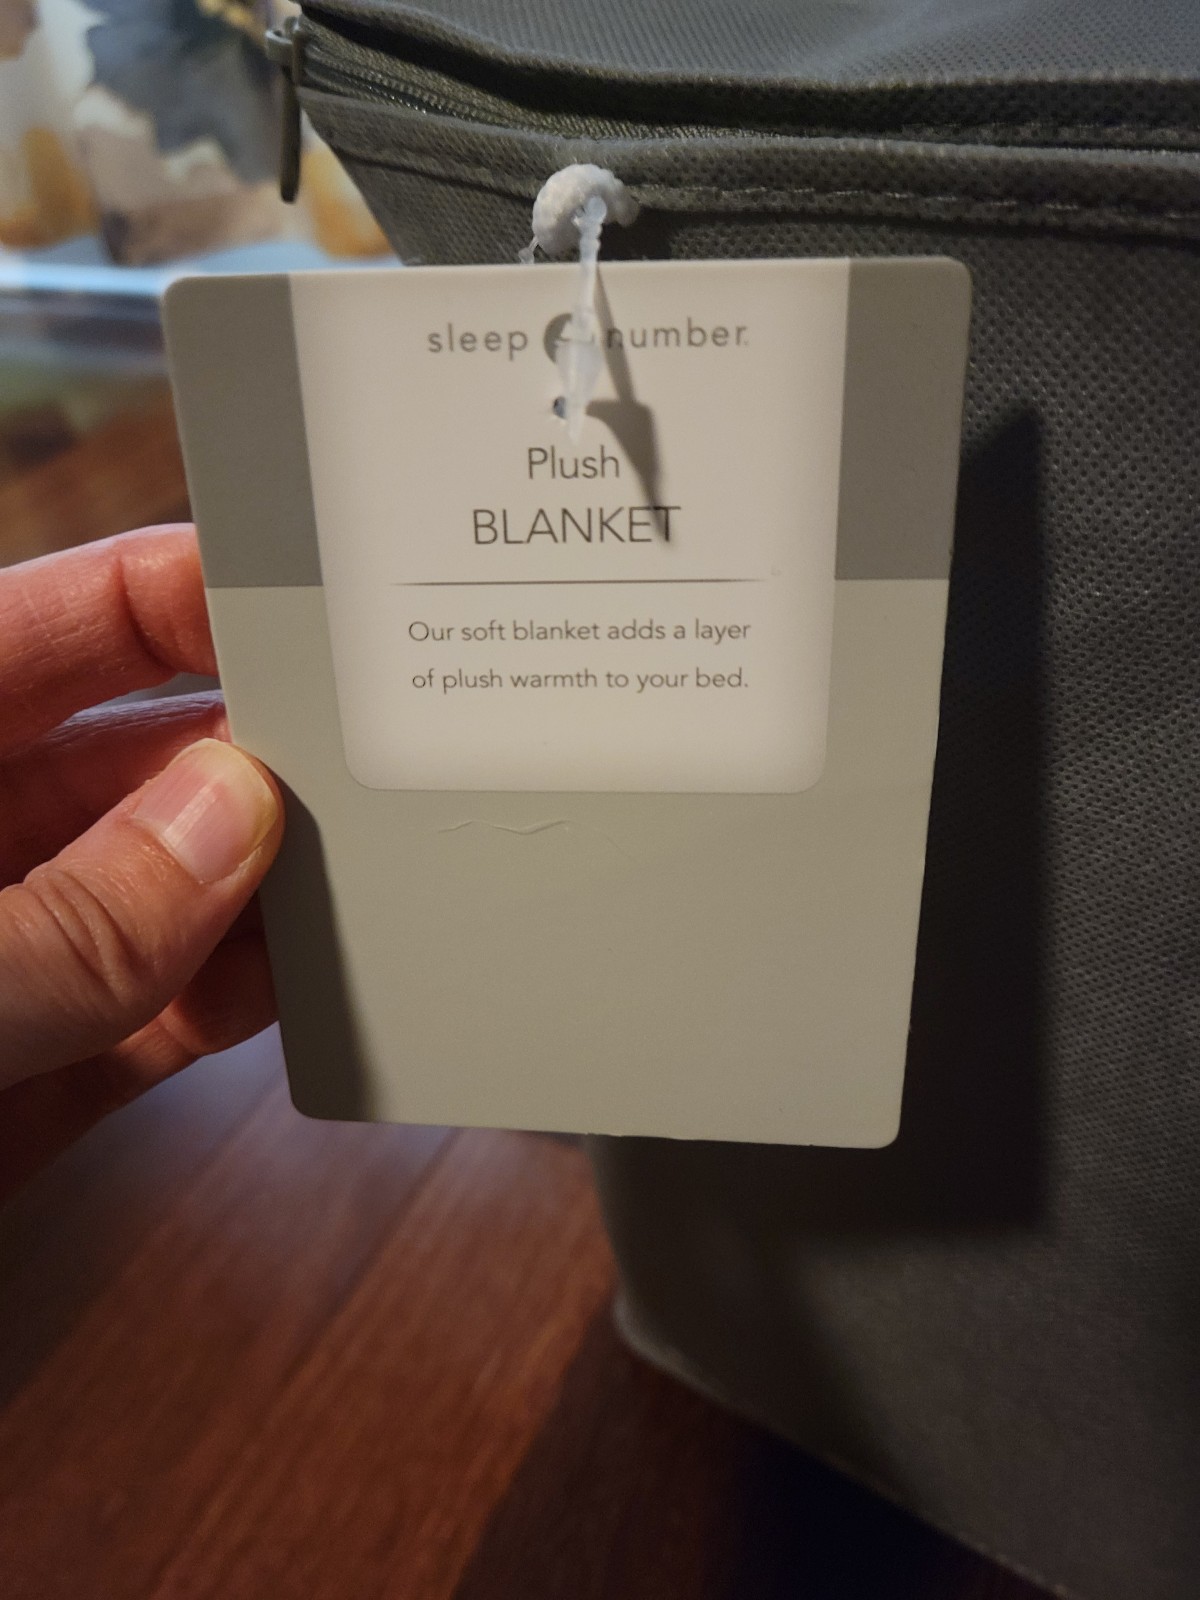 sleep number.
Plush
BLANKET
Our soft blanket adds a layer
of plush warmth to your bed.